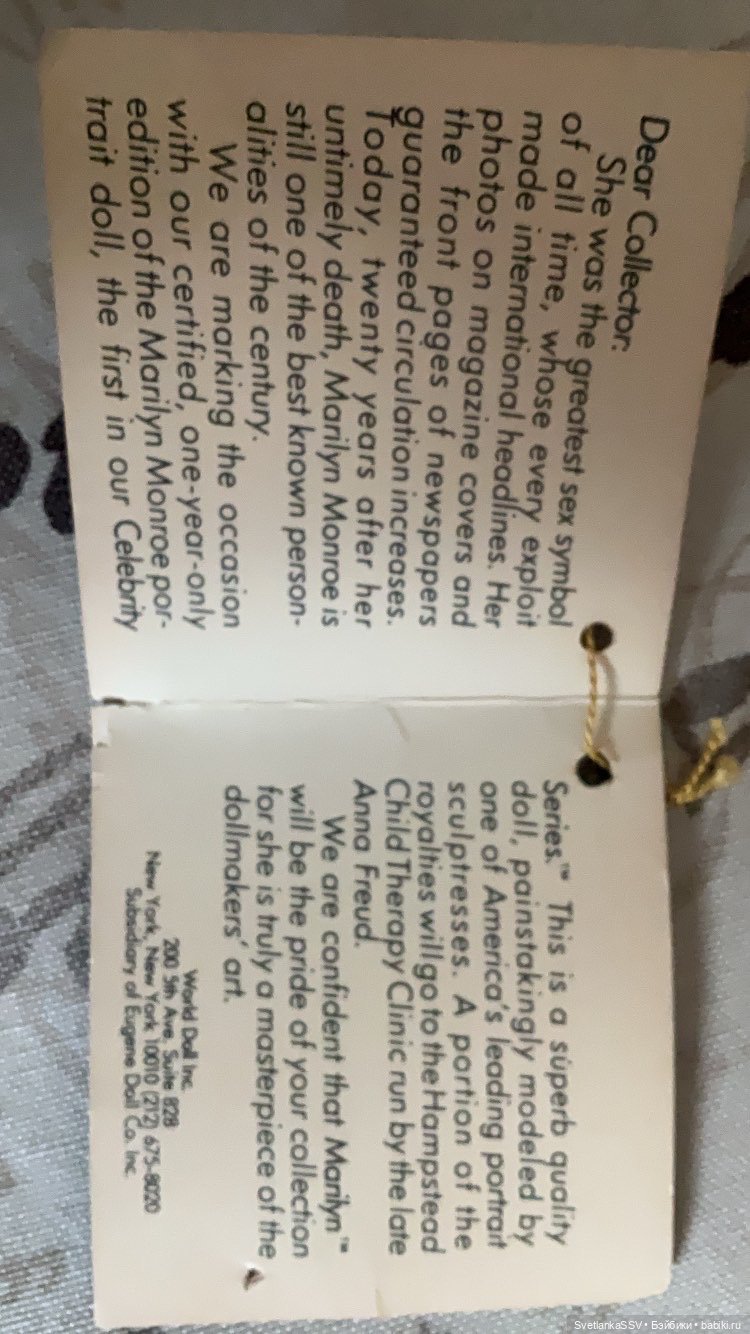 Dear Collector:
She was the greatest sex symbol
of all time, whose every exploit
made international headlines. Her
photos on magazine covers and
the front pages of newspapers
guaranteed circulation increases.
Today, twenty years after her
untimely death, Marilyn Monroe is
still one of the best known person-
alities of the century.
We are marking the occasion
with our certified, one-year-only
edition of the Marilyn Monroe por-
trait doll, the first in our Celebrity
Series.™ This is a superb quality
doll, painstakingly modeled by
one of America's leading portrait
sculptresses. A portion of the
royalties will go to the Hampstead
Child Therapy Clinic run by the late
Anna Freud.
We are confident that Marilyn™
will be the pride of your collection
for she is truly a masterpiece of the
dollmakers' art.
World Doll Inc.
200 5th Ave. Suite 828
New York, New York 10010 (212) 675-8020
Subsidiary of Eugene Doll Co. Inc.
SvetlankaSSV • Бэйбики • babiki.ru